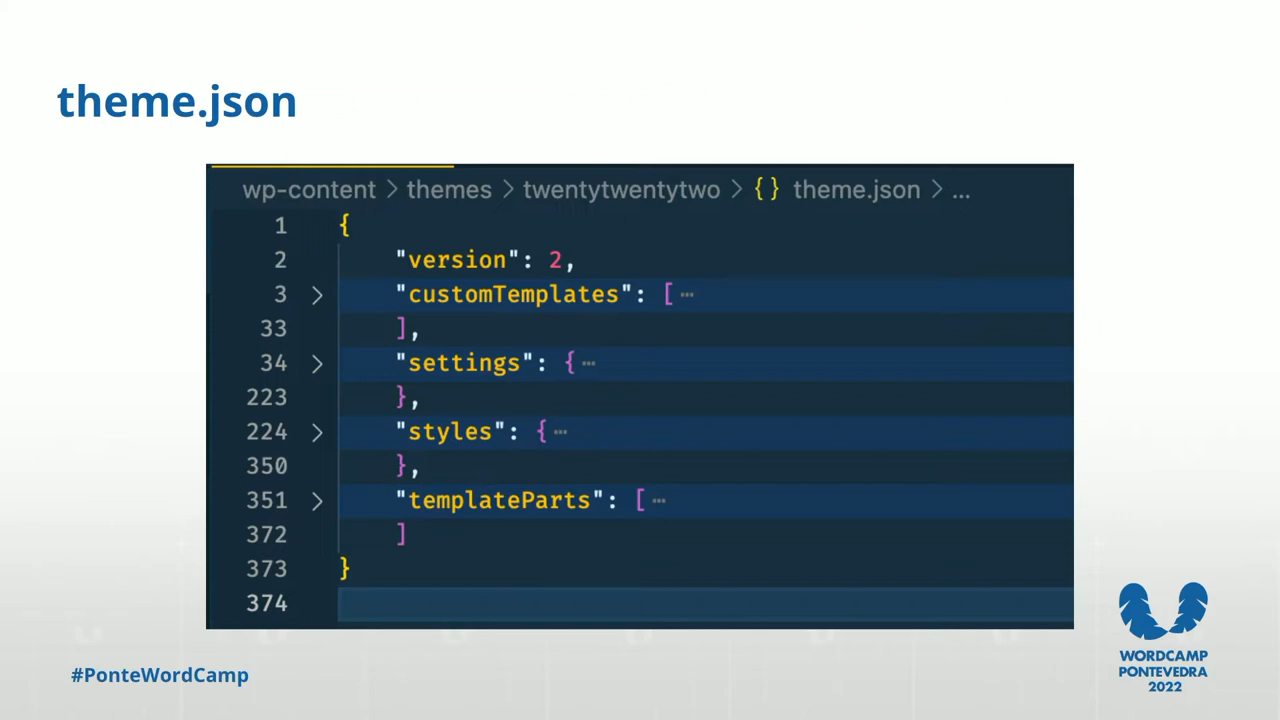 theme.json
wp-content > themes > twentytwentytwo > {} theme.json > ...
1 {
2 "version": 2,
3 > "customTemplates": [ ...
33 ],
34 > "settings": { ...
223 },
224 > "styles": { ...
350 },
351 > "templateParts": [ ...
372 ]
373 }
374
#PonteWordCamp
WORDCAMP
PONTEVEDRA
2022